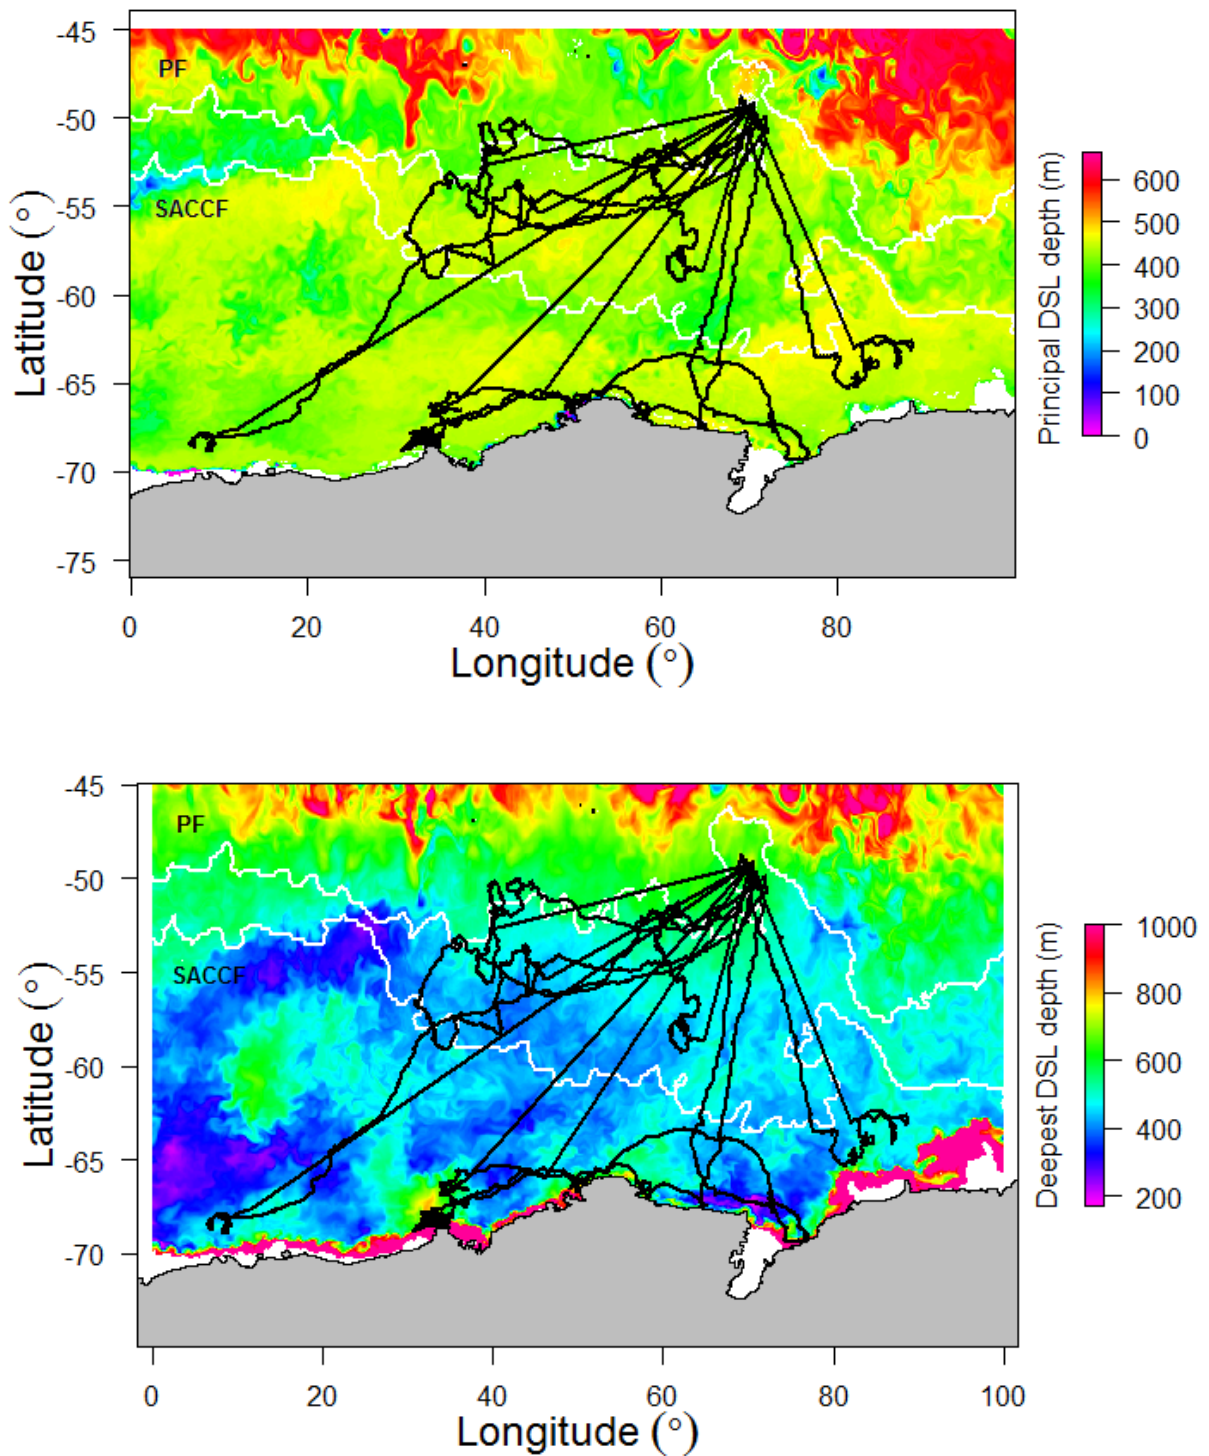 -45
PF
-50
SACCF
-55
-60
-65
-70
-75
Latitude (°)
0 20 40 60 80
Longitude (°)
Principal DSL depth (m)
600
500
400
300
200
100
0
-45
PF
-50
SACCF
-55
-60
-65
-70
Latitude (°)
0 20 40 60 80 100
Longitude (°)
Deepest DSL depth (m)
1000
800
600
400
200